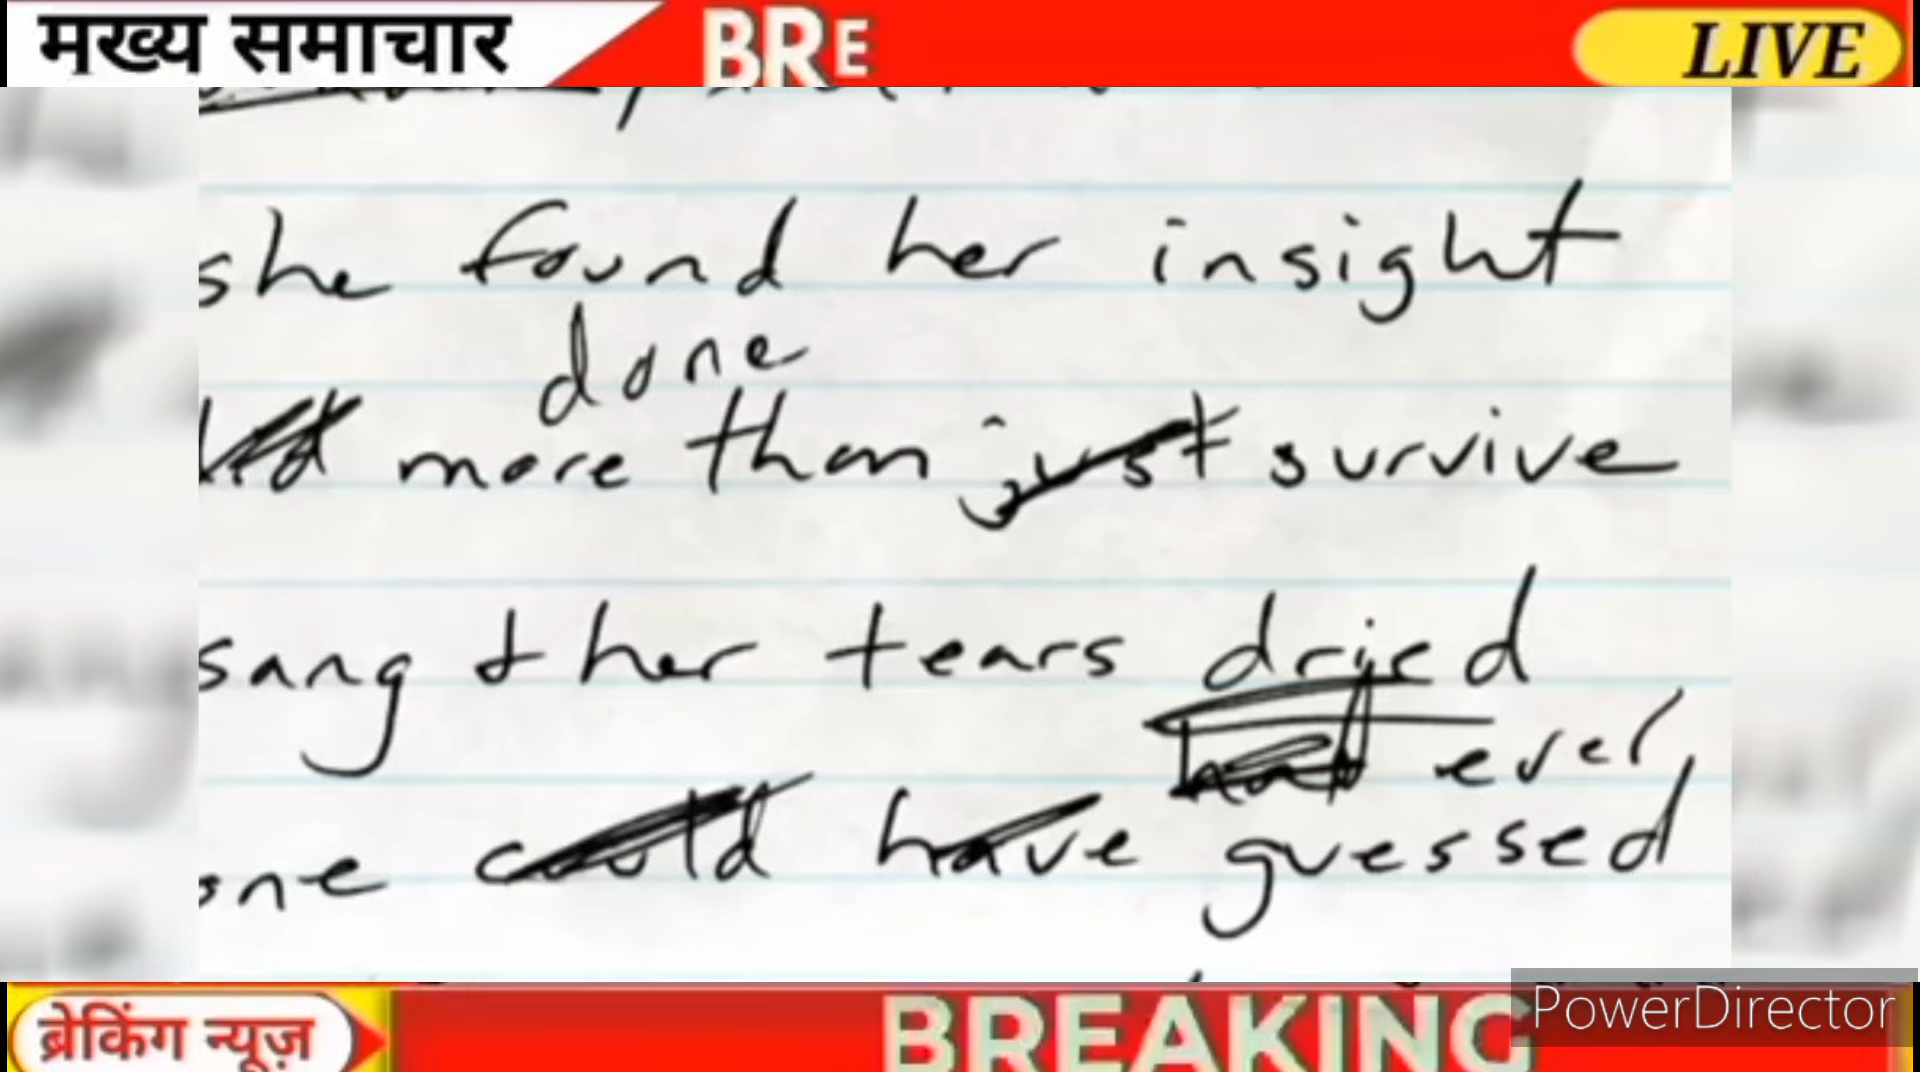 मख्य समाचार BRE LIVE
she found her insight
done
more than just survive
sang & her tears dried
had ever
one could have guessed
ब्रेकिंग न्यूज़ BREAKING PowerDirector